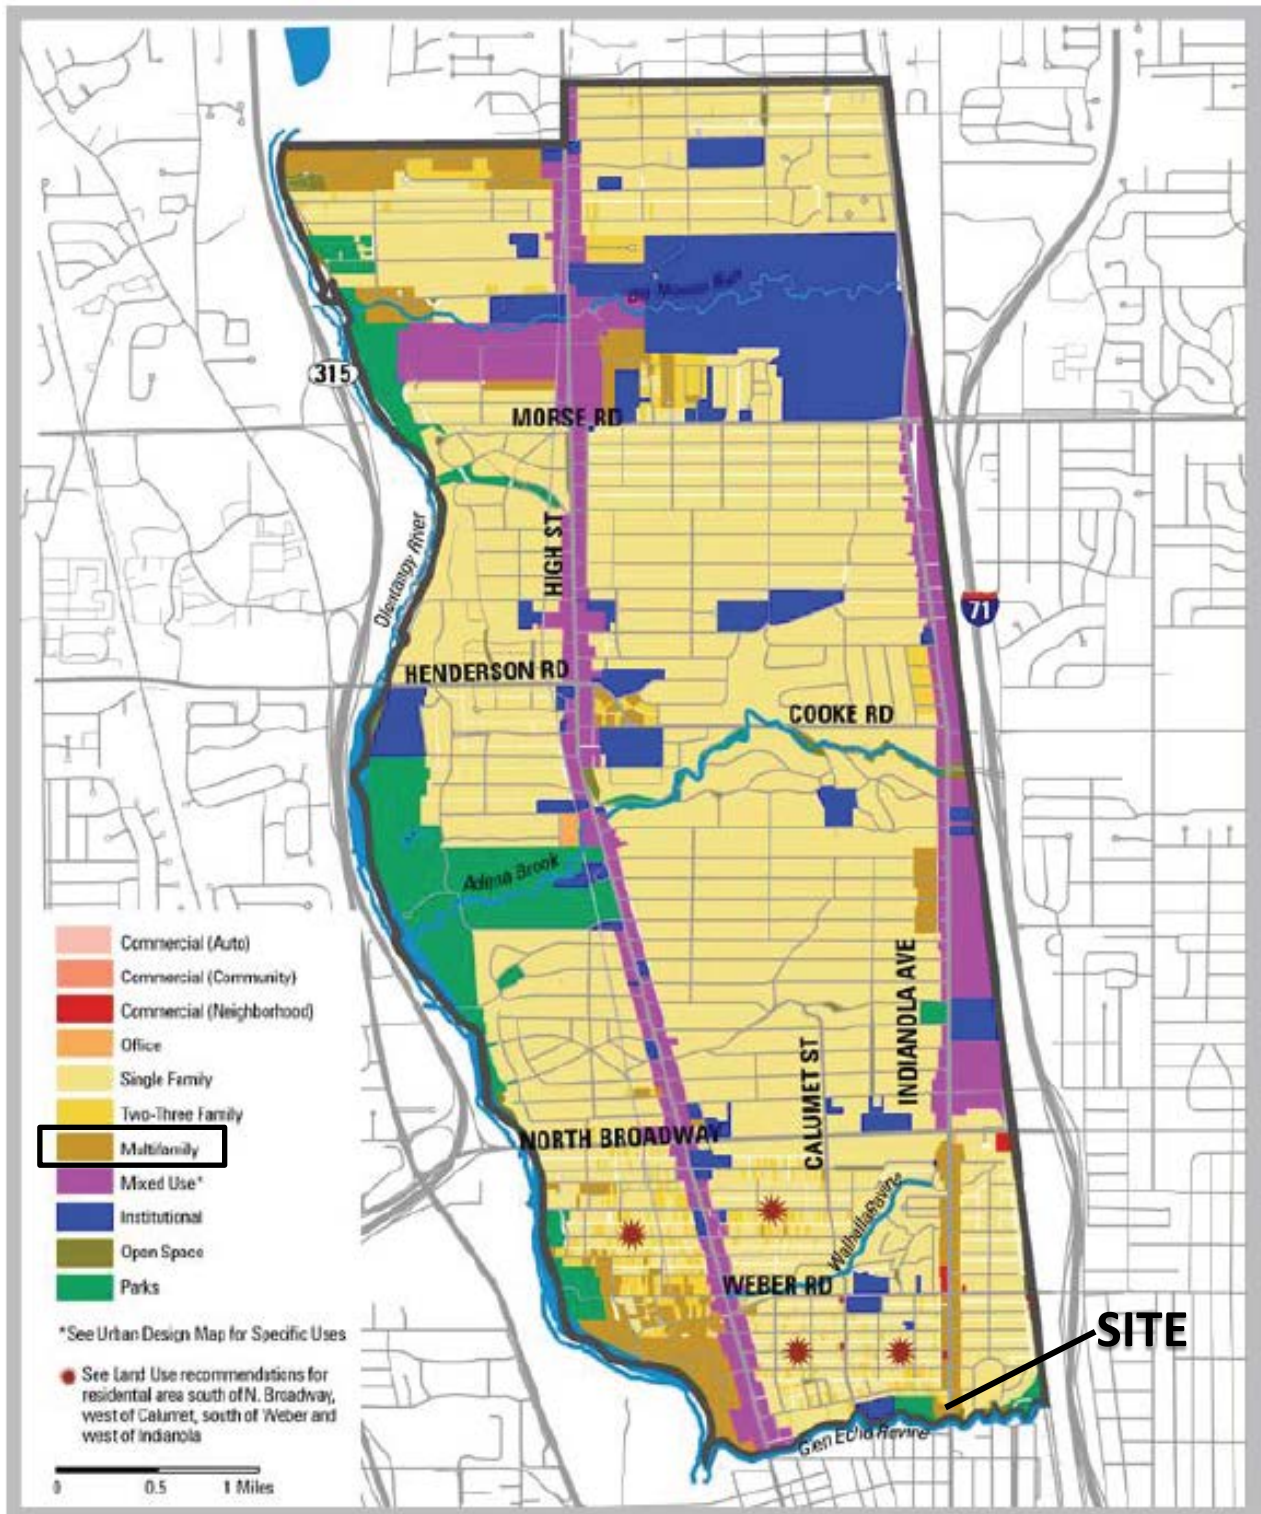 315
MORSE RD
Olentangy River
HIGH ST
71
HENDERSON RD
COOKE RD
Adena Brook
INDIANOLA AVE
CALUMET ST
NORTH BROADWAY
Walhalla Ravine
WEBER RD
SITE
Glen Echo Ravine
Commercial (Auto)
Commercial (Community)
Commercial (Neighborhood)
Office
Single Family
Two-Three Family
Multifamily
Mixed Use*
Institutional
Open Space
Parks
*See Urban Design Map for Specific Uses
See Land Use recommendations for
residential area south of N. Broadway,
west of Calumet, south of Weber and
west of Indianola
0 0.5 1 Miles